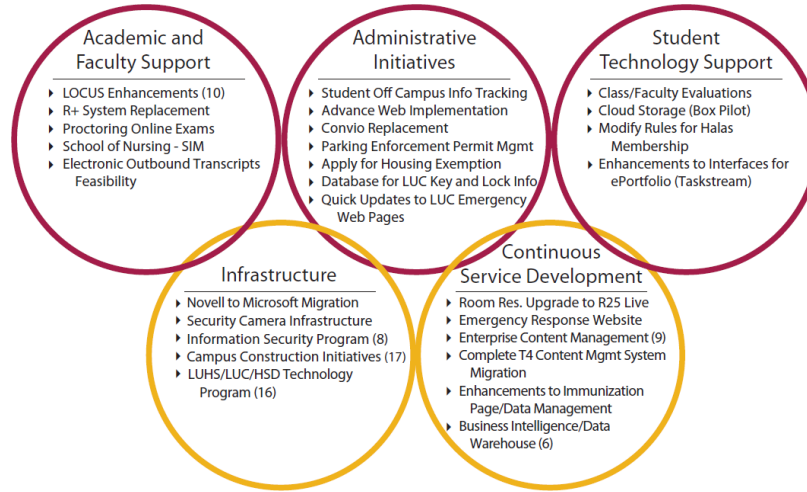 Academic and
Faculty Support
LOCUS Enhancements (10)
R+ System Replacement
Proctoring Online Exams
School of Nursing - SIM
Electronic Outbound Transcripts
Feasibility
Administrative
Initiatives
Student Off Campus Info Tracking
Advance Web Implementation
Convio Replacement
Parking Enforcement Permit Mgmt
Apply for Housing Exemption
Database for LUC Key and Lock Info
Quick Updates to LUC Emergency
Web Pages
Student
Technology Support
Class/Faculty Evaluations
Cloud Storage (Box Pilot)
Modify Rules for Halas
Membership
Enhancements to Interfaces for
ePortfolio (Taskstream)
Infrastructure
Novell to Microsoft Migration
Security Camera Infrastructure
Information Security Program (8)
Campus Construction Initiatives (17)
LUHS/LUC/HSD Technology
Program (16)
Continuous
Service Development
Room Res. Upgrade to R25 Live
Emergency Response Website
Enterprise Content Management (9)
Complete T4 Content Mgmt System
Migration
Enhancements to Immunization
Page/Data Management
Business Intelligence/Data
Warehouse (6)